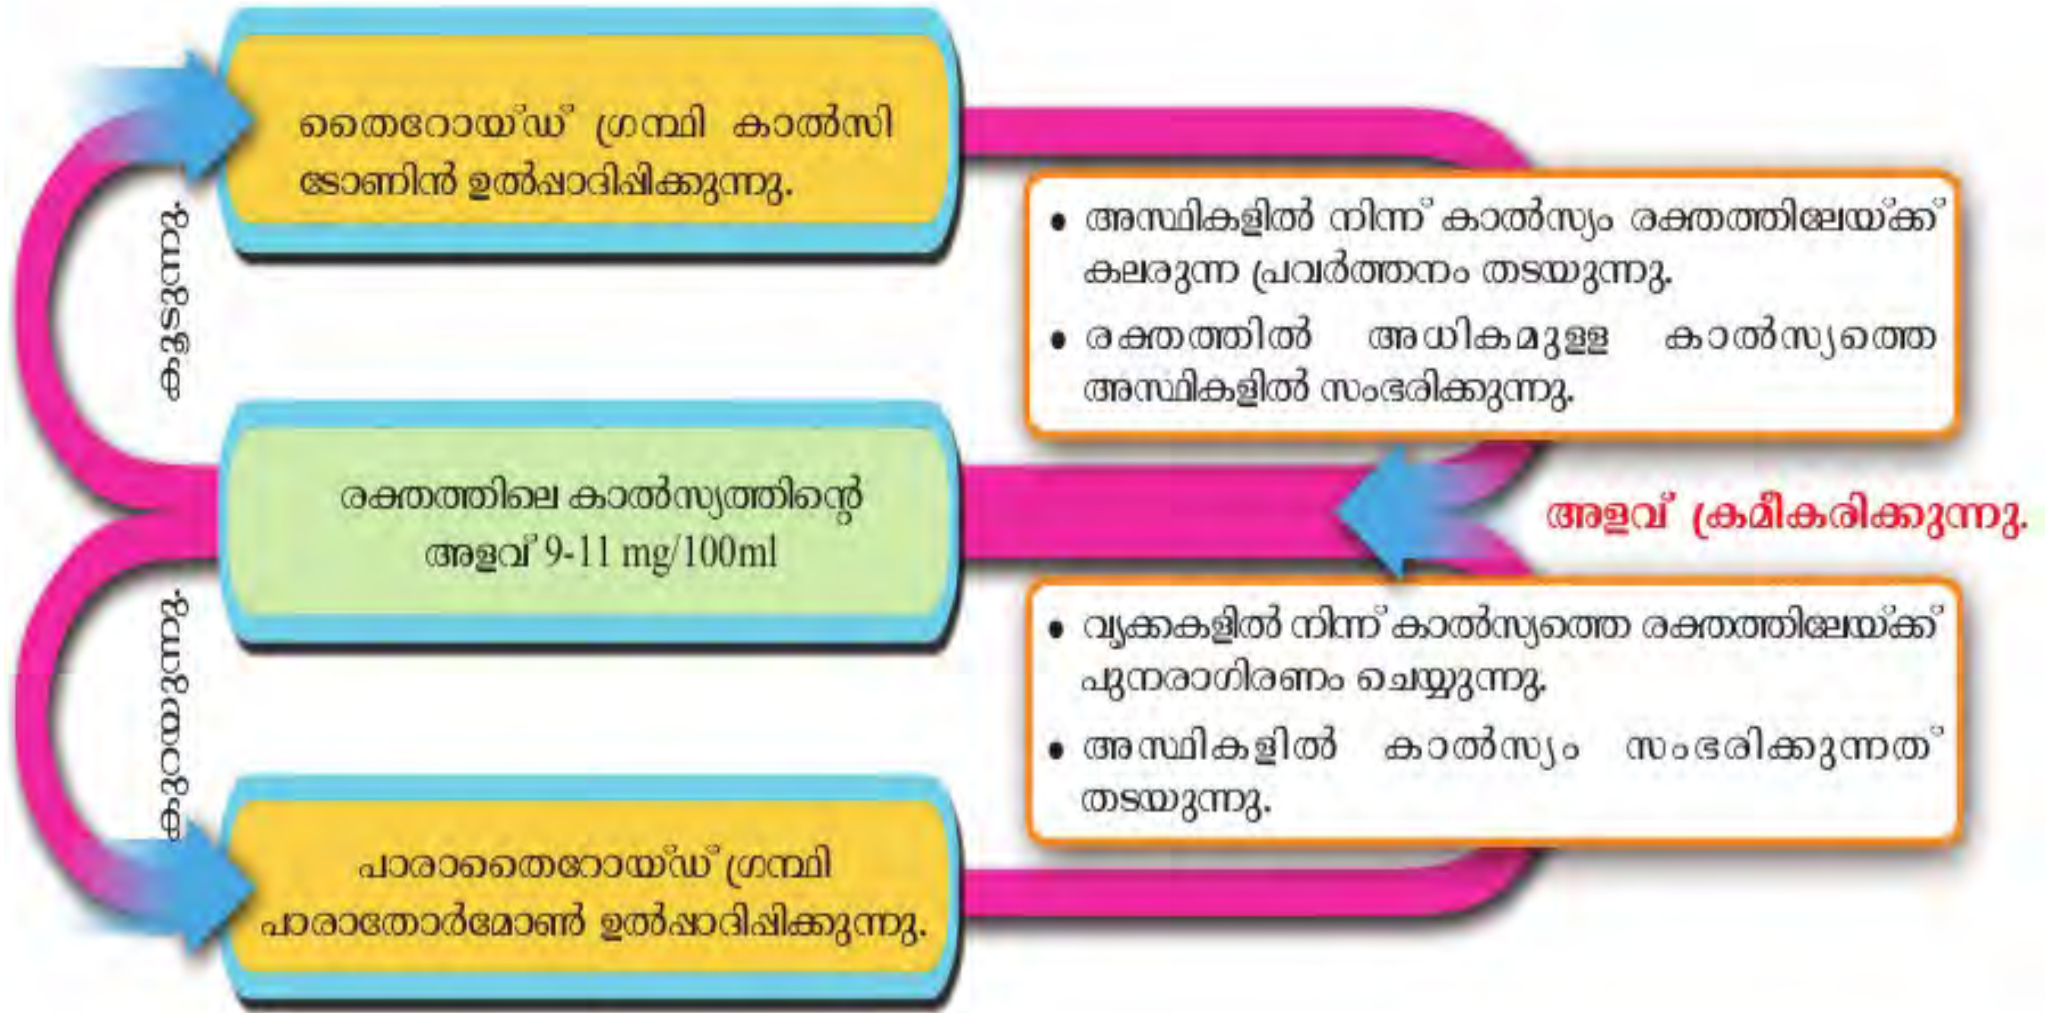 തൈറോയ്ഡ് ഗ്രന്ഥി കാൽസി
ടോണിൻ ഉൽപ്പാദിപ്പിക്കുന്നു.
കൂടുന്നു.
അസ്ഥികളിൽ നിന്ന് കാൽസ്യം രക്തത്തിലേയ്ക്ക്
കലരുന്ന പ്രവർത്തനം തടയുന്നു.
രക്തത്തിൽ അധികമുള്ള കാൽസ്യത്തെ
അസ്ഥികളിൽ സംഭരിക്കുന്നു.
രക്തത്തിലെ കാൽസ്യത്തിന്റെ
അളവ് 9-11 mg/100ml
അളവ് ക്രമീകരിക്കുന്നു.
കുറയുന്നു.
വൃക്കകളിൽ നിന്ന് കാൽസ്യത്തെ രക്തത്തിലേയ്ക്ക്
പുനരാഗിരണം ചെയ്യുന്നു.
അസ്ഥികളിൽ കാൽസ്യം സംഭരിക്കുന്നത്
തടയുന്നു.
പാരാതൈറോയ്ഡ് ഗ്രന്ഥി
പാരാതോർമോൺ ഉൽപ്പാദിപ്പിക്കുന്നു.